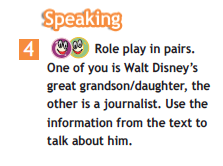 Speaking
4 Role play in pairs.
One of you is Walt Disney's
great grandson/daughter, the
other is a journalist. Use the
information from the text to
talk about him.